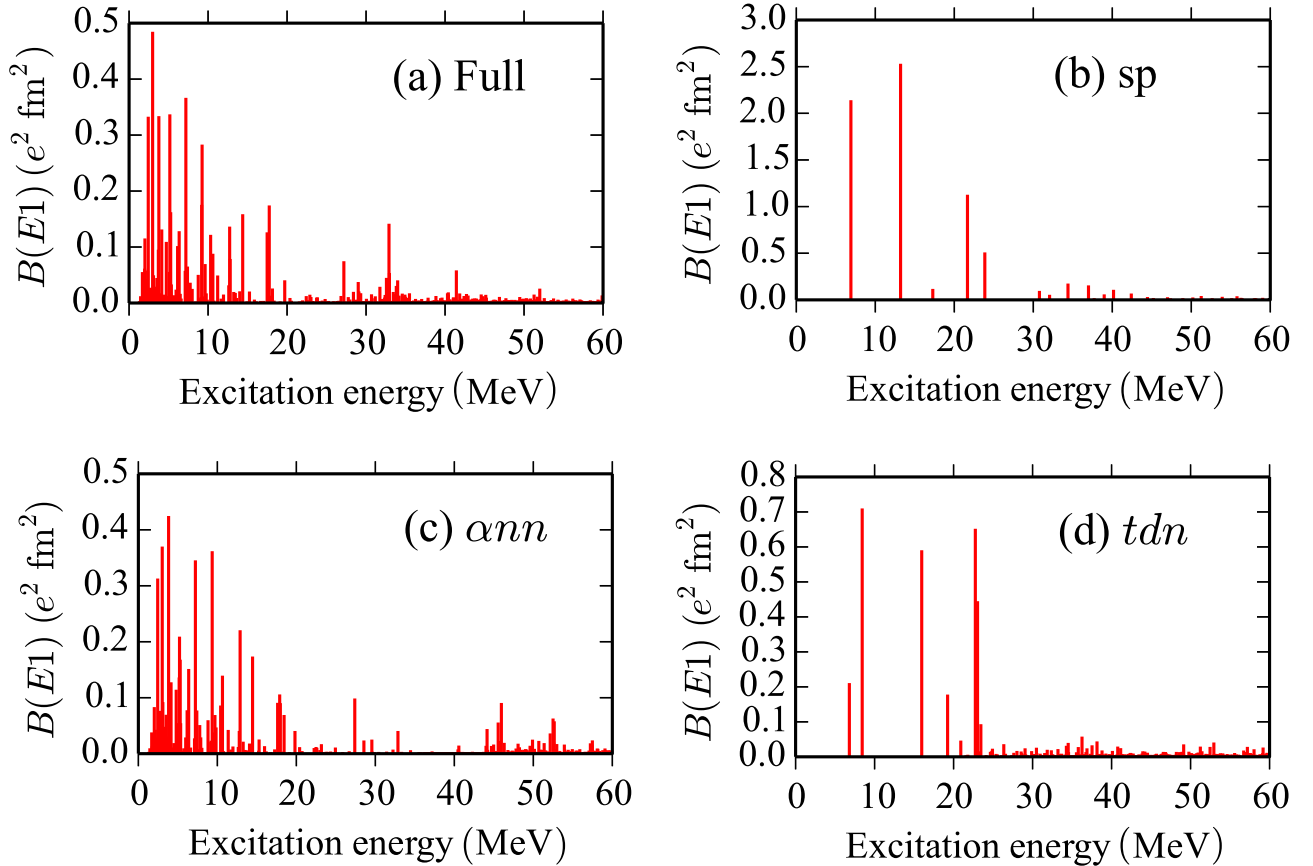 (a) Full
B(E1) (e² fm²)
0.5
0.4
0.3
0.2
0.1
0.0
0 10 20 30 40 50 60
Excitation energy (MeV)
(b) sp
B(E1) (e² fm²)
3.0
2.5
2.0
1.5
1.0
0.5
0.0
0 10 20 30 40 50 60
Excitation energy (MeV)
(c) αnn
B(E1) (e² fm²)
0.5
0.4
0.3
0.2
0.1
0.0
0 10 20 30 40 50 60
Excitation energy (MeV)
(d) tdn
B(E1) (e² fm²)
0.8
0.7
0.6
0.5
0.4
0.3
0.2
0.1
0.0
0 10 20 30 40 50 60
Excitation energy (MeV)